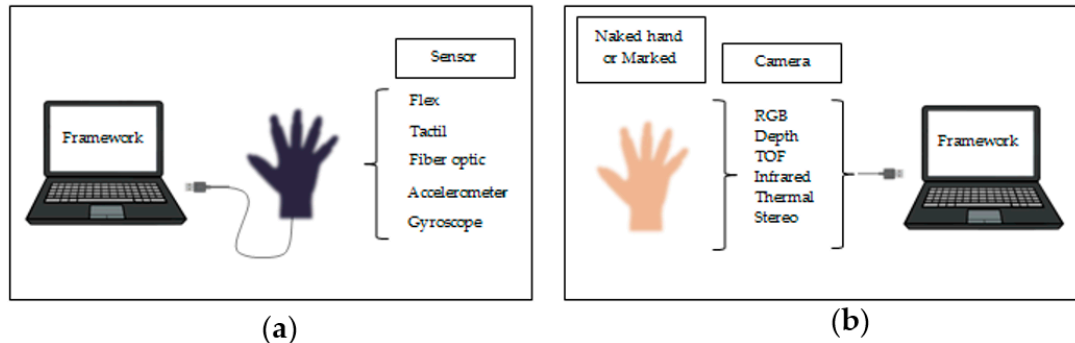 Framework
Sensor
Flex
Tactil
Fiber optic
Accelerometer
Gyroscope
(a)
Naked hand
or Marked
Camera
RGB
Depth
TOF
Infrared
Thermal
Stereo
Framework
(b)